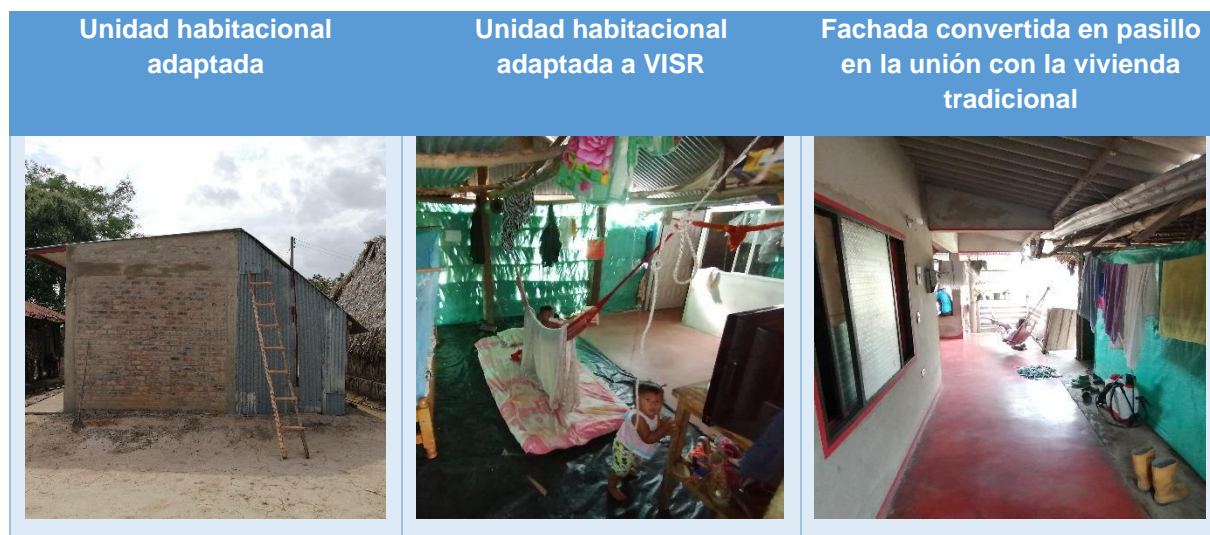 Unidad habitacional
adaptada
Unidad habitacional
adaptada a VISR
Fachada convertida en pasillo
en la unión con la vivienda
tradicional